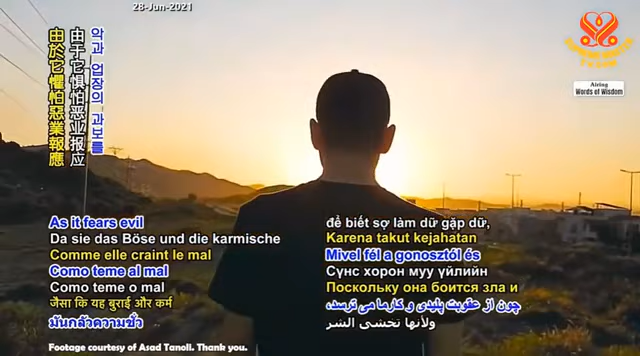 28-Jun-2021
SUPREME MASTER
TV.COM
Airing
Words of Wisdom
악과 업장의 과보를
由于它惧怕恶业报应
由於它懼怕惡業報應
As it fears evil
Da sie das Böse und die karmische
Comme elle craint le mal
Como teme al mal
Como teme o mal
जैसा कि यह बुराई और कर्म
มันกลัวความชั่ว
để biết sợ làm dữ gặp dữ,
Karena takut kejahatan
Mivel fél a gonosztól és
Сүнс хорон муу үйлийн
Поскольку она боится зла и
چون از عقوبت پلیدی و کارما می ترسد،
ولأنها تخشى الشر
Footage courtesy of Asad Tanoli. Thank you.